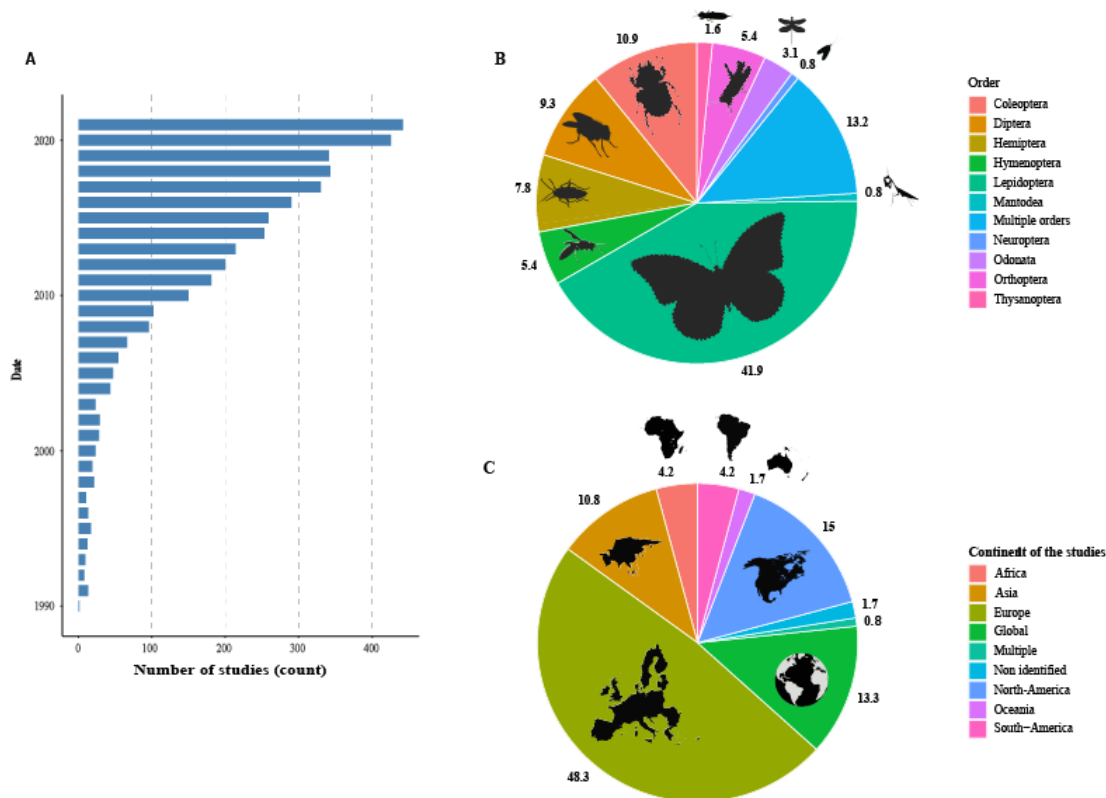 A
2020
2010
2000
1990
Date
0
100
200
300
400
Number of studies (count)
B
10.9
1.6
5.4
3.1
0.8
13.2
0.8
41.9
5.4
7.8
9.3
Order
Coleoptera
Diptera
Hemiptera
Hymenoptera
Lepidoptera
Mantodea
Multiple orders
Neuroptera
Odonata
Orthoptera
Thysanoptera
C
4.2
4.2
1.7
15
1.7
0.8
13.3
48.3
10.8
Continent of the studies
Africa
Asia
Europe
Global
Multiple
Non identified
North-America
Oceania
South-America